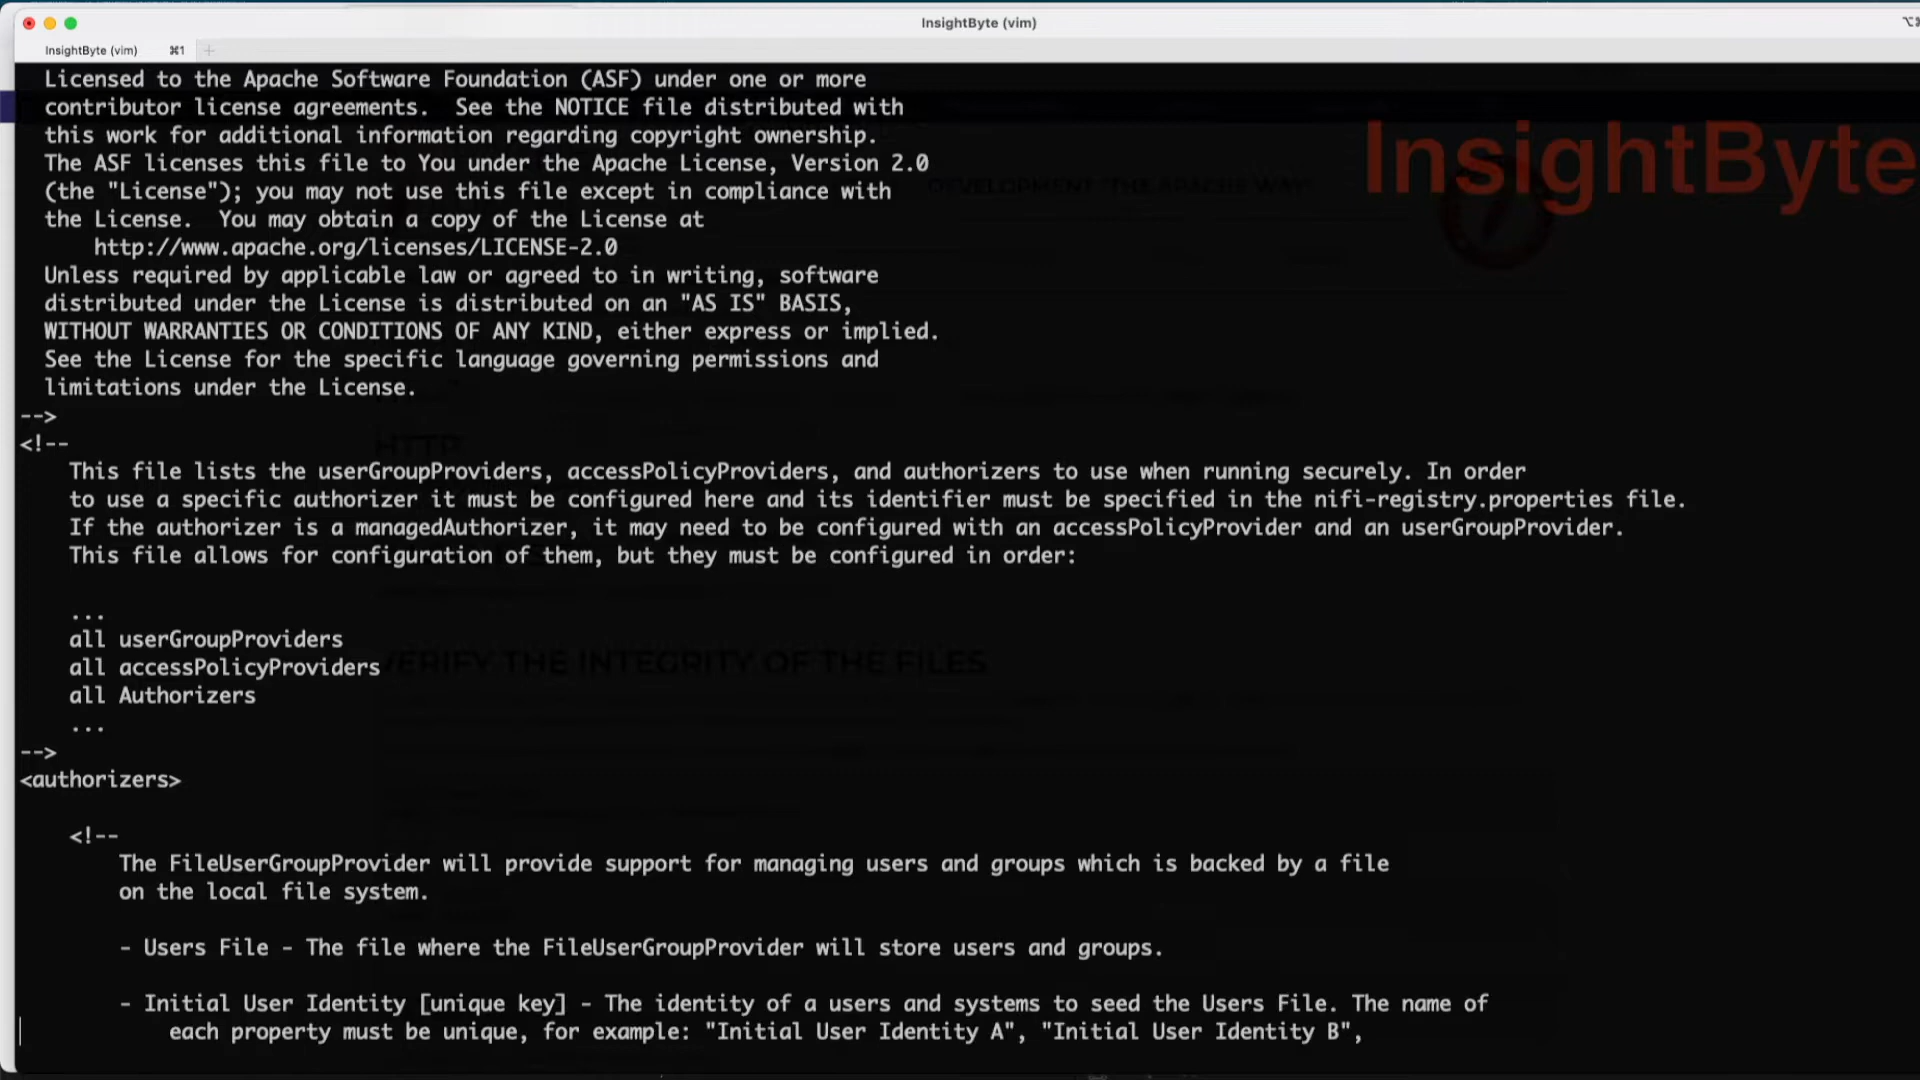 InsightByte (vim)
InsightByte (vim) ⌘1 +
Licensed to the Apache Software Foundation (ASF) under one or more
contributor license agreements.  See the NOTICE file distributed with
this work for additional information regarding copyright ownership.
The ASF licenses this file to You under the Apache License, Version 2.0
(the "License"); you may not use this file except in compliance with
the License.  You may obtain a copy of the License at
http://www.apache.org/licenses/LICENSE-2.0
Unless required by applicable law or agreed to in writing, software
distributed under the License is distributed on an "AS IS" BASIS,
WITHOUT WARRANTIES OR CONDITIONS OF ANY KIND, either express or implied.
See the License for the specific language governing permissions and
limitations under the License.
-->
<!--
This file lists the userGroupProviders, accessPolicyProviders, and authorizers to use when running securely. In order
to use a specific authorizer it must be configured here and its identifier must be specified in the nifi-registry.properties file.
If the authorizer is a managedAuthorizer, it may need to be configured with an accessPolicyProvider and an userGroupProvider.
This file allows for configuration of them, but they must be configured in order:
...
all userGroupProviders
all accessPolicyProviders
all Authorizers
...
-->
<authorizers>
<!--
The FileUserGroupProvider will provide support for managing users and groups which is backed by a file
on the local file system.
- Users File - The file where the FileUserGroupProvider will store users and groups.
- Initial User Identity [unique key] - The identity of a users and systems to seed the Users File. The name of
each property must be unique, for example: "Initial User Identity A", "Initial User Identity B",
InsightByte
DEVELOPMENT "THE APACHE WAY"
HTTP
VERIFY THE INTEGRITY OF THE FILES